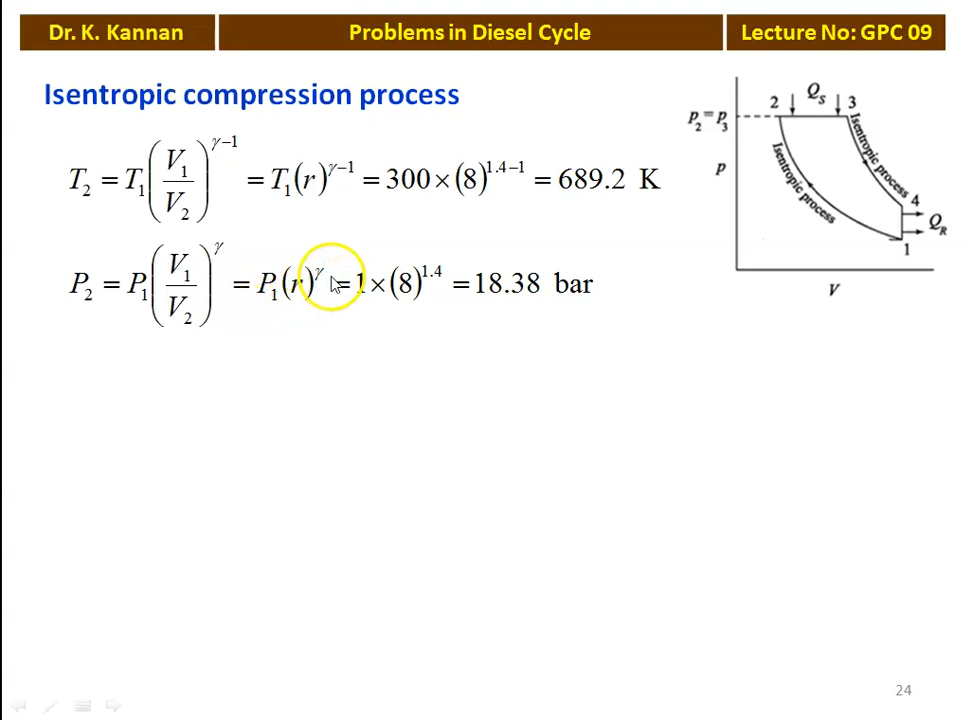 Dr. K. Kannan
Problems in Diesel Cycle
Lecture No: GPC 09
Isentropic compression process
T₂ = T₁(V₁/V₂)^(γ−1) = T₁(r)^(γ−1) = 300×(8)^(1.4−1) = 689.2 K
P₂ = P₁(V₁/V₂)^γ = P₁(r)^γ = 1×(8)^1.4 = 18.38 bar
2 Qs 3
P₂ = P₃
p
Isentropic process
Isentropic process
4
QR
1
V
24